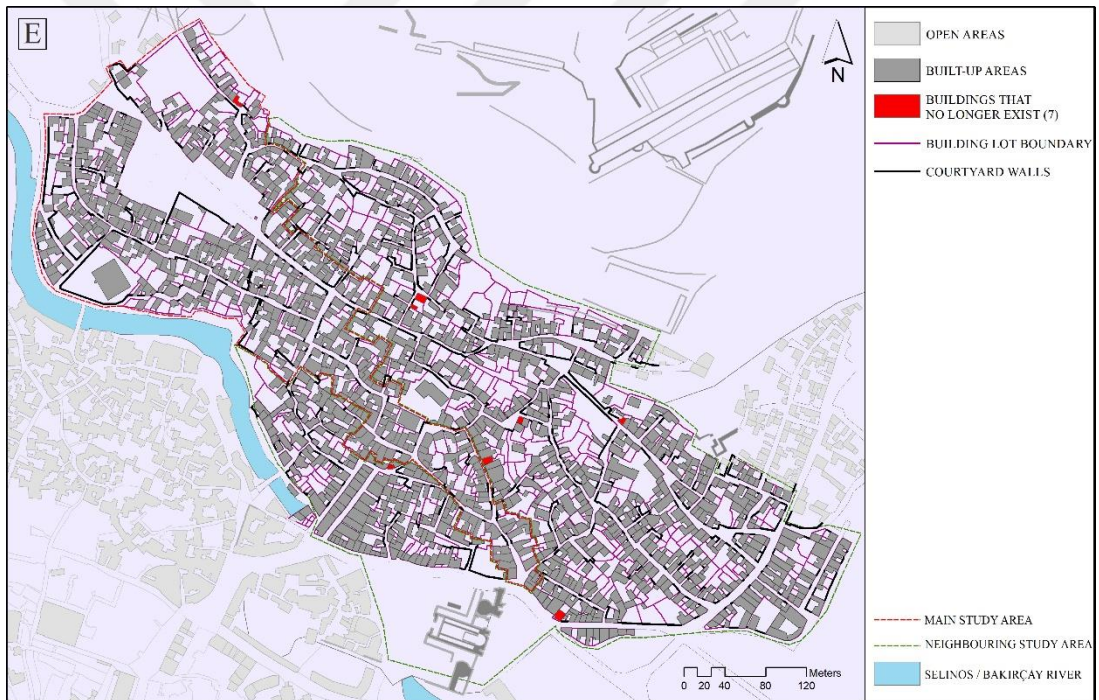 E
N
OPEN AREAS
BUILT-UP AREAS
BUILDINGS THAT
NO LONGER EXIST (7)
BUILDING LOT BOUNDARY
COURTYARD WALLS
MAIN STUDY AREA
NEIGHBOURING STUDY AREA
SELINOS / BAKIRÇAY RIVER
Meters
0 20 40 80 120